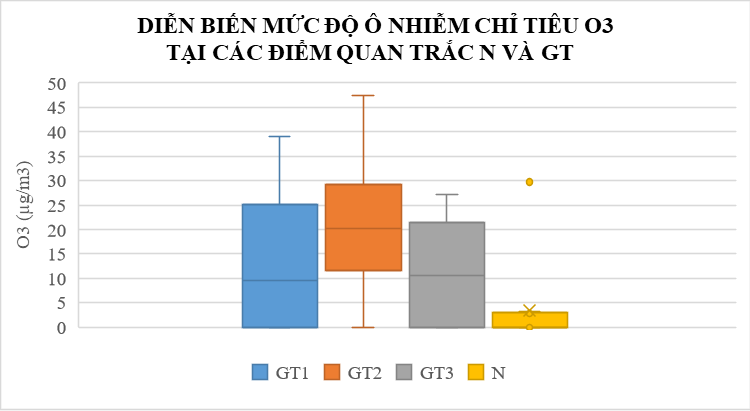 DIỄN BIẾN MỨC ĐỘ Ô NHIỄM CHỈ TIÊU O3
TẠI CÁC ĐIỂM QUAN TRẮC N VÀ GT
50
45
40
35
30
25
20
15
10
5
0
O3 (µg/m3)
GT1 GT2 GT3 N